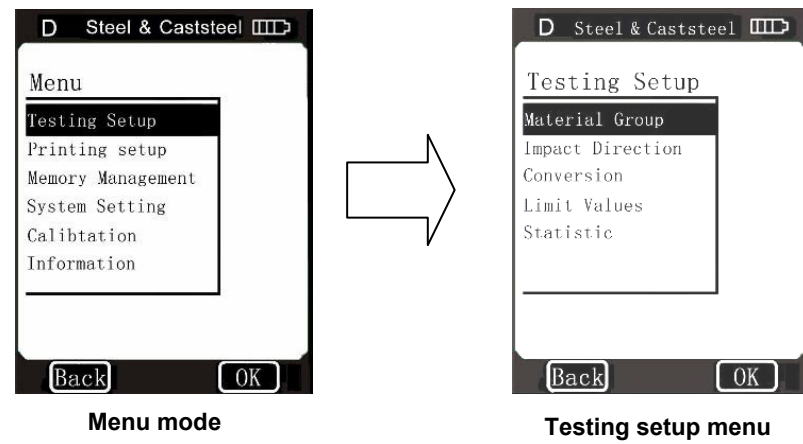 D Steel & Caststeel
Menu
Testing Setup
Printing setup
Memory Management
System Setting
Calibtation
Information
Back OK
Menu mode
D Steel & Caststeel
Testing Setup
Material Group
Impact Direction
Conversion
Limit Values
Statistic
Back OK
Testing setup menu